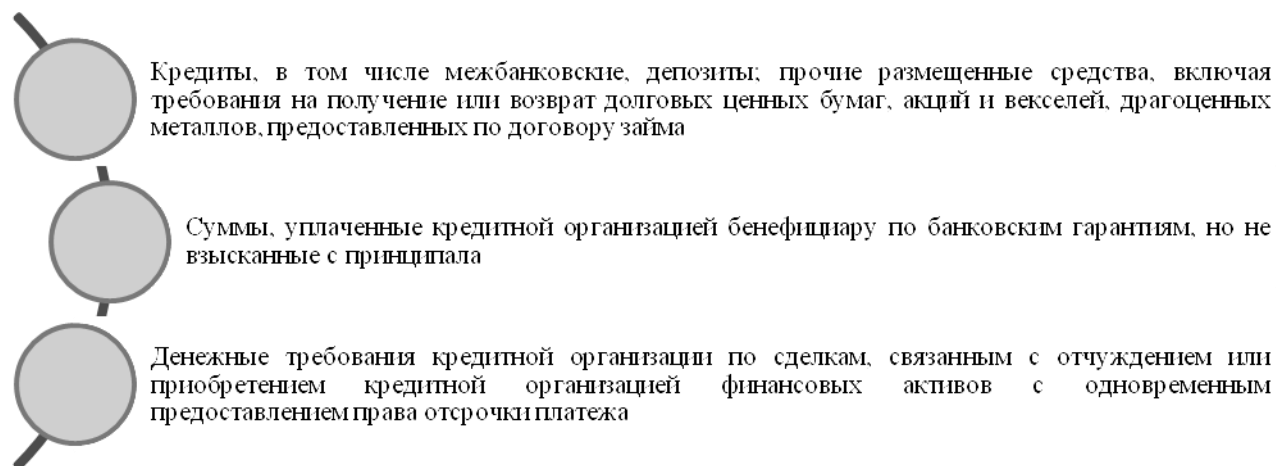 Кредиты, в том числе межбанковские, депозиты; прочие размещенные средства, включая
требования на получение или возврат долговых ценных бумаг, акций и векселей, драгоценных
металлов, предоставленных по договору займа
Суммы, уплаченные кредитной организацией бенефициару по банковским гарантиям, но не
взысканные с принципала
Денежные требования кредитной организации по сделкам, связанным с отчуждением или
приобретением кредитной организацией финансовых активов с одновременным
предоставлением права отсрочки платежа